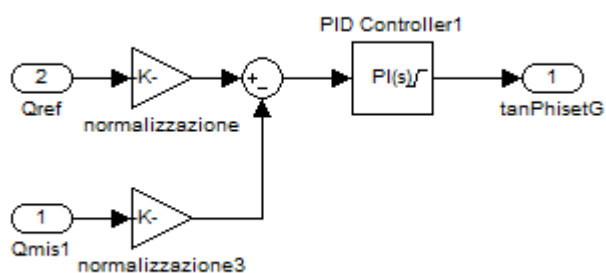 PID Controller1
2
-K-
+
−
PI(s)
1
Qref
normalizzazione
tanPhisetG
1
-K-
Qmis1
normalizzazione3